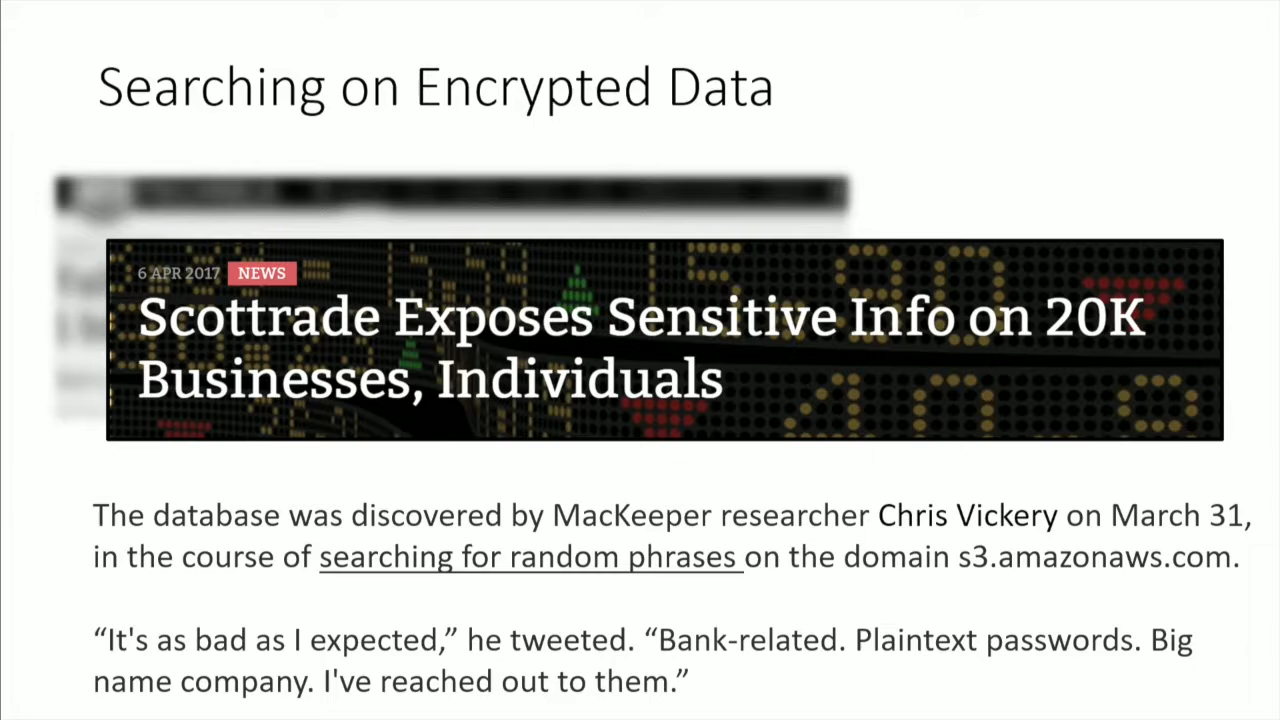 Searching on Encrypted Data
6 APR 2017 NEWS
Scottrade Exposes Sensitive Info on 20K
Businesses, Individuals
The database was discovered by MacKeeper researcher Chris Vickery on March 31,
in the course of searching for random phrases on the domain s3.amazonaws.com.
“It's as bad as I expected,” he tweeted. “Bank-related. Plaintext passwords. Big
name company. I've reached out to them.”